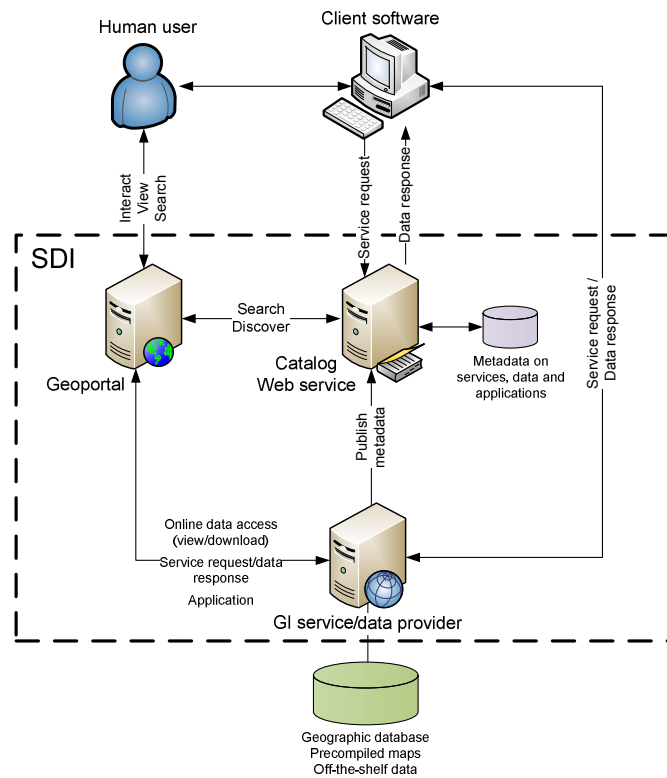 Human user
Client software
Interact
View
Search
Service request
Data response
SDI
Search
Discover
Geoportal
Catalog
Web service
Metadata on
services, data and
applications
Service request /
Data response
Publish
metadata
Online data access
(view/download)
Service request/data
response
Application
GI service/data provider
Geographic database
Precompiled maps
Off-the-shelf data